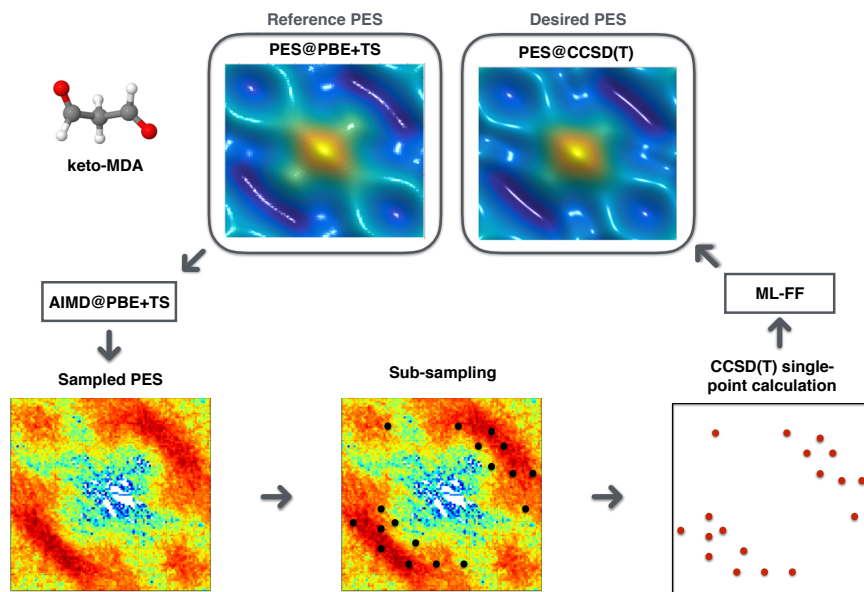 Reference PES
Desired PES
PES@PBE+TS
PES@CCSD(T)
keto-MDA
AIMD@PBE+TS
ML-FF
Sampled PES
Sub-sampling
CCSD(T) single-
point calculation